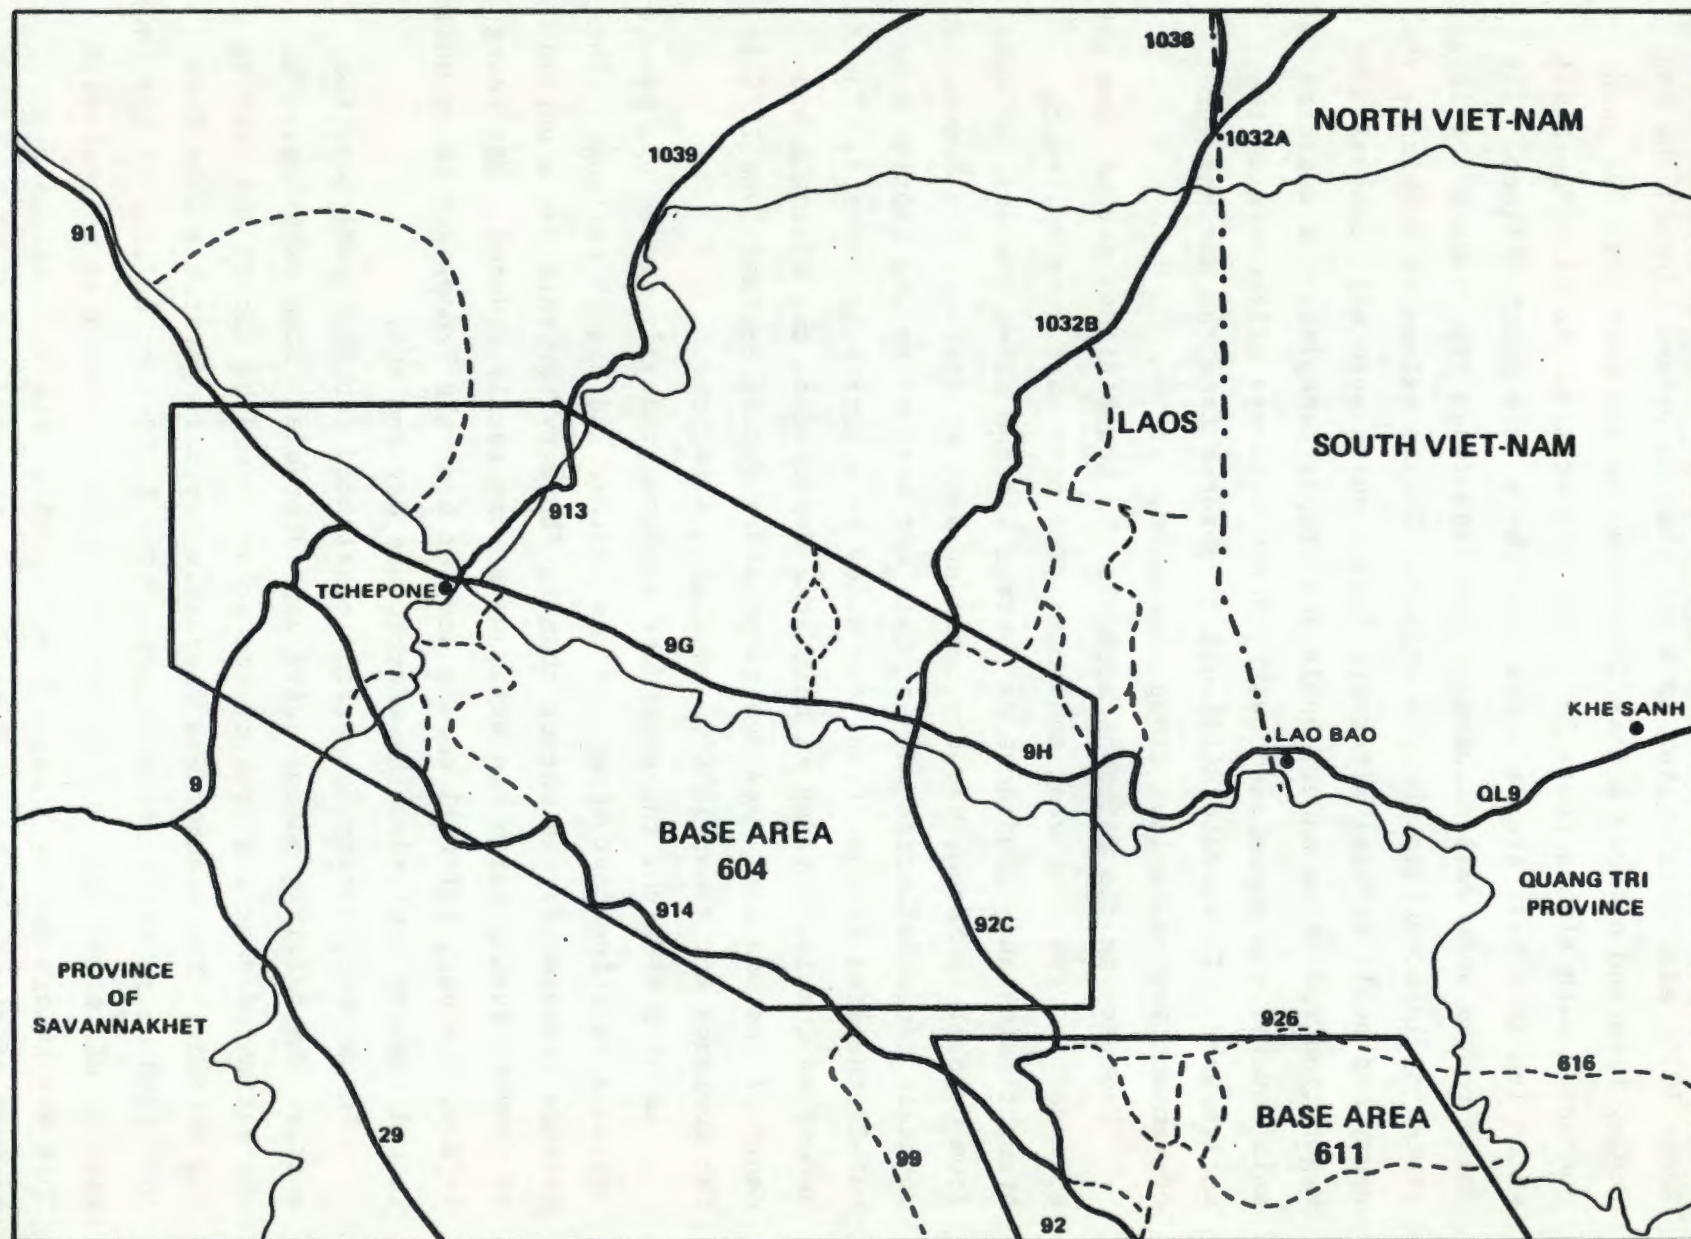 1036
1032A
NORTH VIET-NAM
1039
91
1032B
LAOS
SOUTH VIET-NAM
913
TCHEPONE
9G
KHE SANH
LAO BAO
9H
9
QL9
BASE AREA
604
QUANG TRI
PROVINCE
914
92C
PROVINCE
OF
SAVANNAKHET
926
616
BASE AREA
611
29
99
92